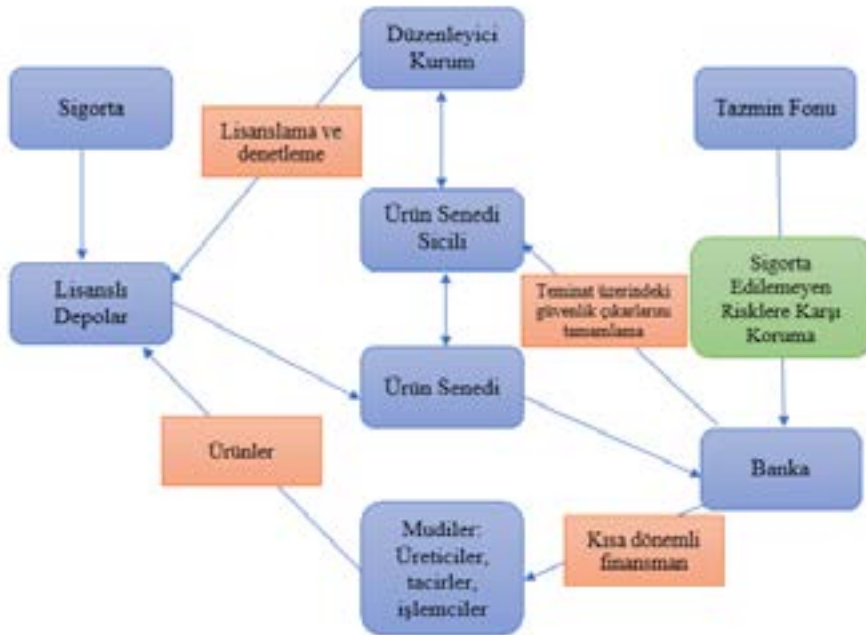 Düzenleyici
Kurum
Sigorta
Lisanslama ve
denetleme
Tazmin Fonu
Ürün Senedi
Sicili
Lisanslı
Depolar
Teminat üzerindeki
güvenlik çıkarlarını
tamamlama
Sigorta
Edilemeyen
Risklere Karşı
Koruma
Ürün Senedi
Ürünler
Banka
Mudiler:
Üreticiler,
tacirler,
işlemciler
Kısa dönemli
finansman